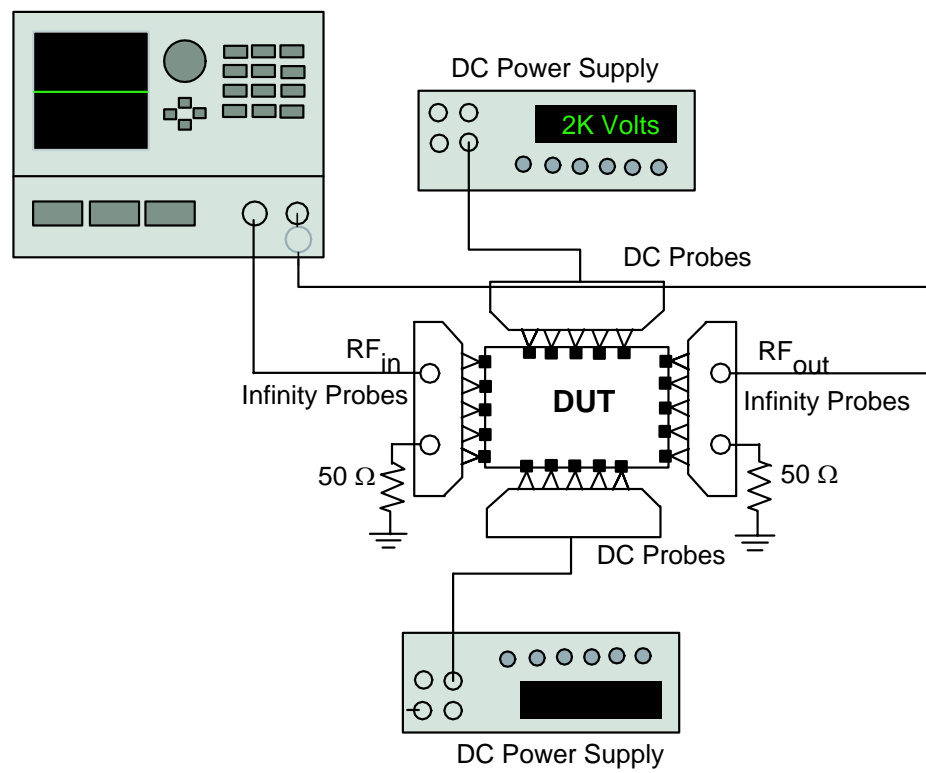 DC Power Supply
2K Volts
DC Probes
RFin
Infinity Probes
DUT
RFout
Infinity Probes
50 Ω
50 Ω
DC Probes
DC Power Supply